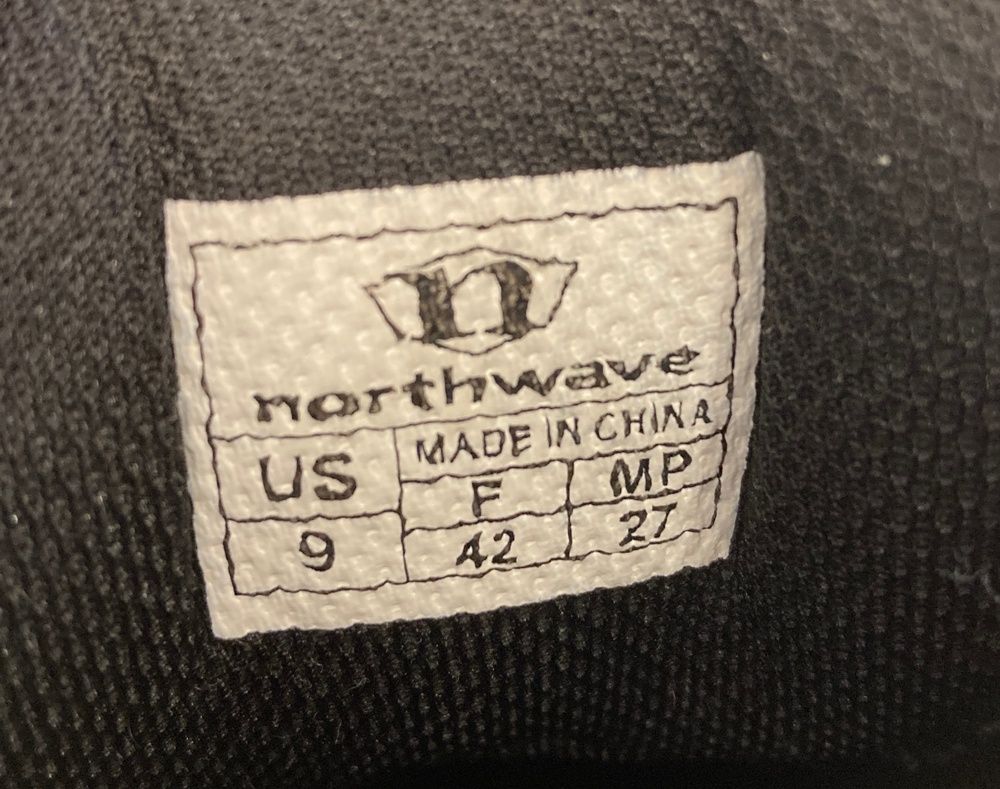 n
northwave
US MADE IN CHINA
F MP
9 42 27